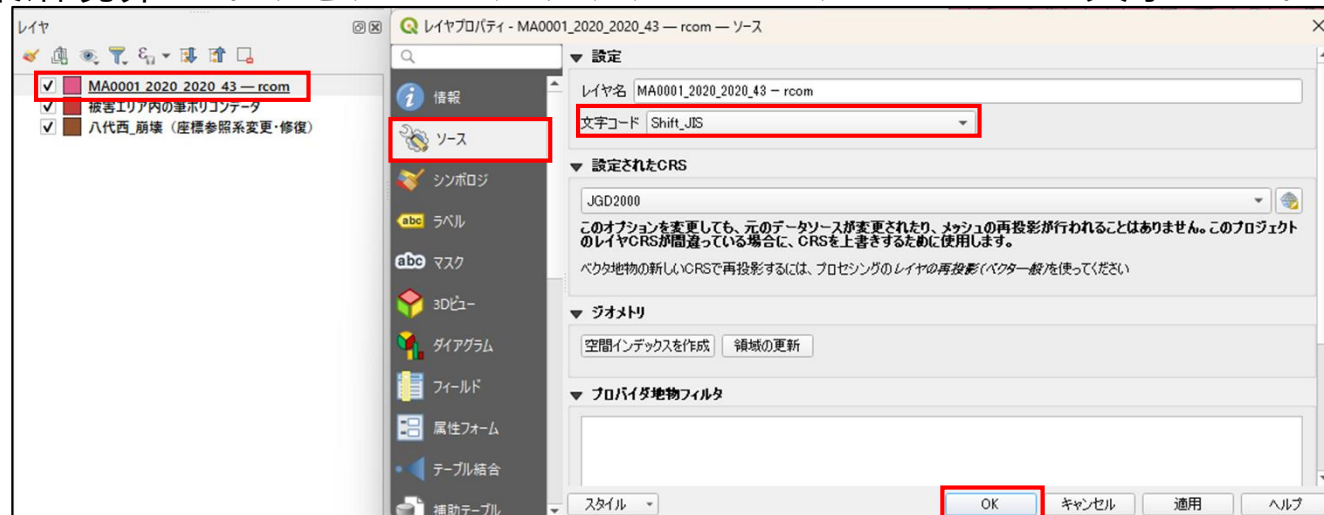 レイヤ
MA0001_2020_2020_43 — rcom
被害エリア内の筆ポリゴンデータ
八代西_崩壊（座標参照系変更・修復）
レイヤプロパティ - MA0001_2020_2020_43 — rcom — ソース
情報
ソース
シンボロジ
abc ラベル
abc マスク
3Dビュー
ダイアグラム
フィールド
属性フォーム
テーブル結合
補助テーブル
設定
レイヤ名 MA0001_2020_2020_43 — rcom
文字コード Shift_JIS
設定されたCRS
JGD2000
このオプションを変更しても、元のデータソースが変更されたり、メッシュの再投影が行われることはありません。このプロジェクト
のレイヤCRSが間違っている場合に、CRSを上書きするために使用します。
ベクタ地物の新しいCRSで再投影するには、プロセシングのレイヤの再投影(ベクター般)を使ってください
ジオメトリ
空間インデックスを作成 領域の更新
プロバイダ地物フィルタ
スタイル OK キャンセル 適用 ヘルプ